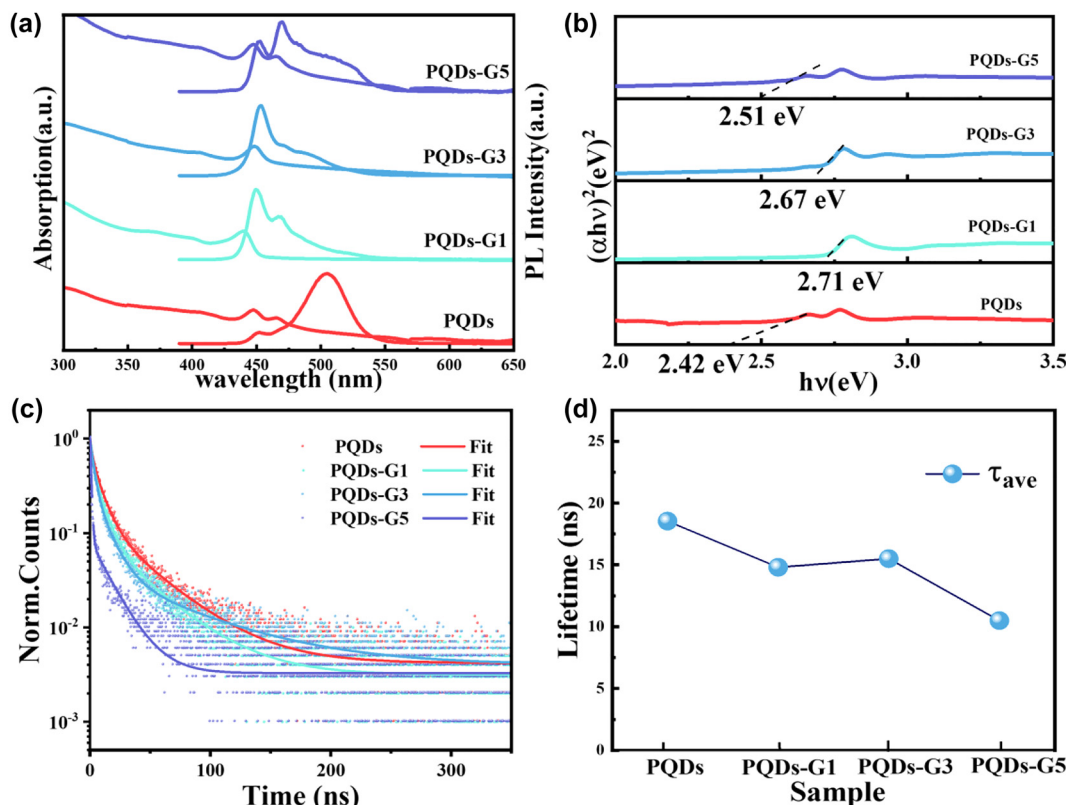 (a)
Absorption(a.u.)
PL Intensity(a.u.)
PQDs-G5
PQDs-G3
PQDs-G1
PQDs
300 350 400 450 500 550 600 650
wavelength (nm)
(b)
(αhν)²(eV)²
PQDs-G5
2.51 eV
PQDs-G3
2.67 eV
PQDs-G1
2.71 eV
PQDs
2.42 eV
2.0 2.5 3.0 3.5
hν(eV)
(c)
Norm.Counts
10⁰
10⁻¹
10⁻²
10⁻³
PQDs Fit
PQDs-G1 Fit
PQDs-G3 Fit
PQDs-G5 Fit
0 100 200 300
Time (ns)
(d)
Lifetime (ns)
25
20
15
10
5
0
τave
PQDs PQDs-G1 PQDs-G3 PQDs-G5
Sample